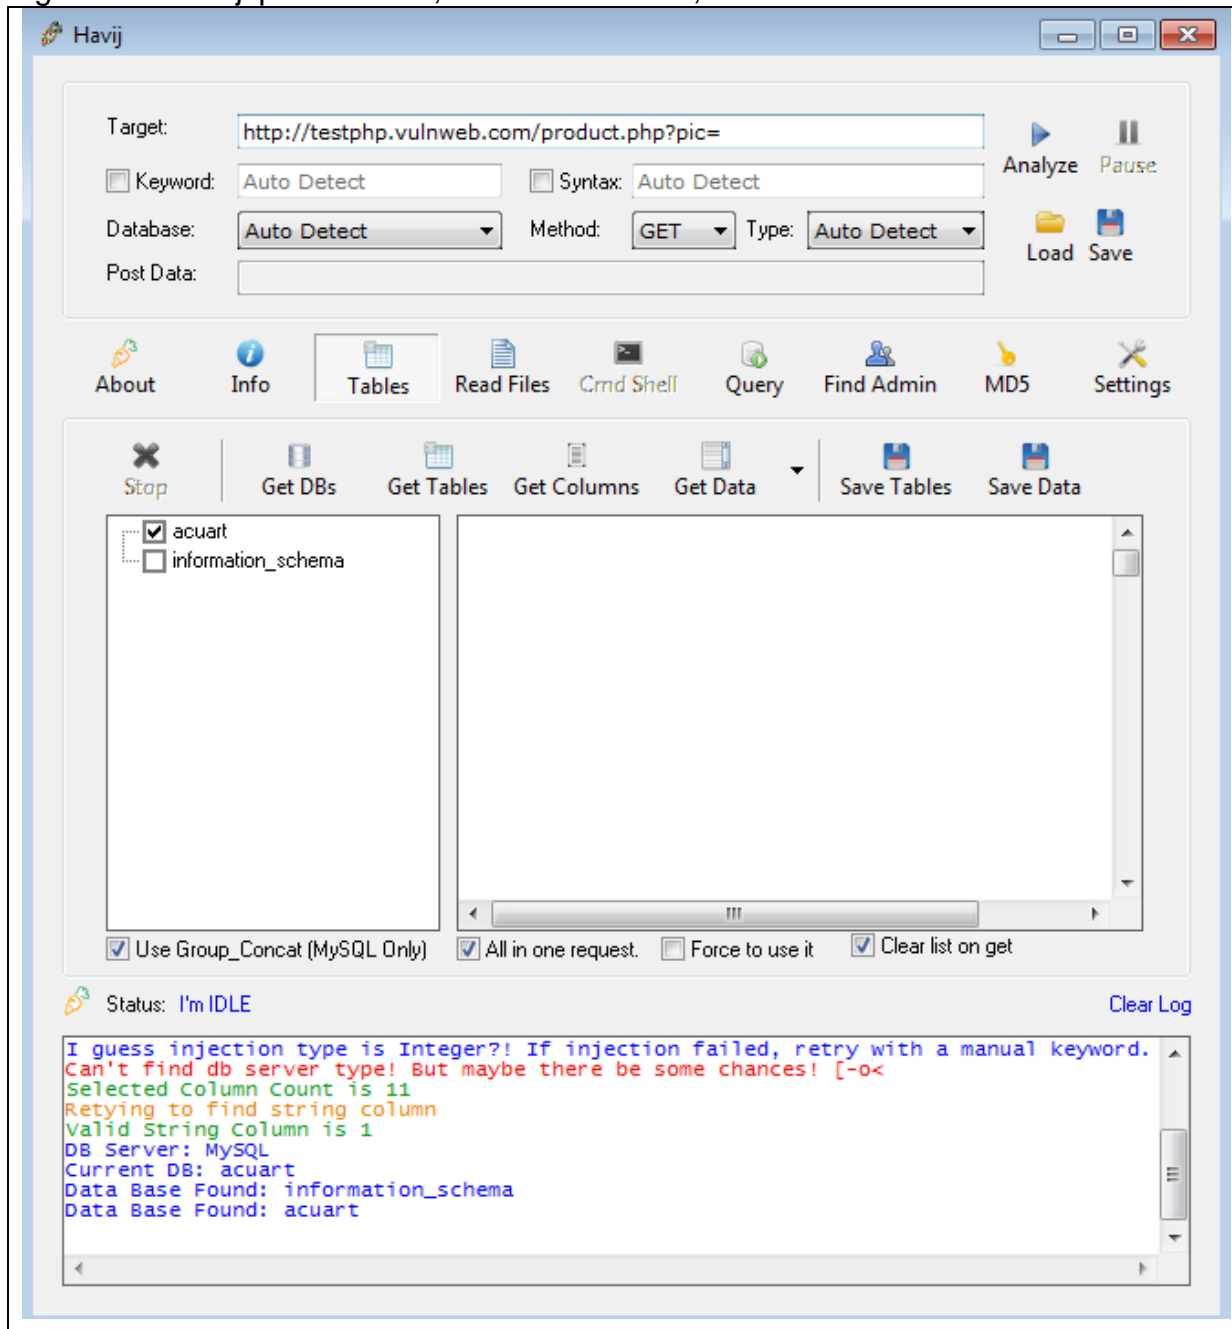 Havij
Target: http://testphp.vulnweb.com/product.php?pic=
Analyze Pause
Keyword: Auto Detect Syntax: Auto Detect
Database: Auto Detect Method: GET Type: Auto Detect
Load Save
Post Data:
About Info Tables Read Files Cmd Shell Query Find Admin MD5 Settings
Stop Get DBs Get Tables Get Columns Get Data Save Tables Save Data
acuart
information_schema
Use Group_Concat (MySQL Only) All in one request. Force to use it Clear list on get
Status: I'm IDLE Clear Log
I guess injection type is Integer?! If injection failed, retry with a manual keyword.
Can't find db server type! But maybe there be some chances! [-o<
Selected Column Count is 11
Retying to find string column
Valid String Column is 1
DB Server: MySQL
Current DB: acuart
Data Base Found: information_schema
Data Base Found: acuart